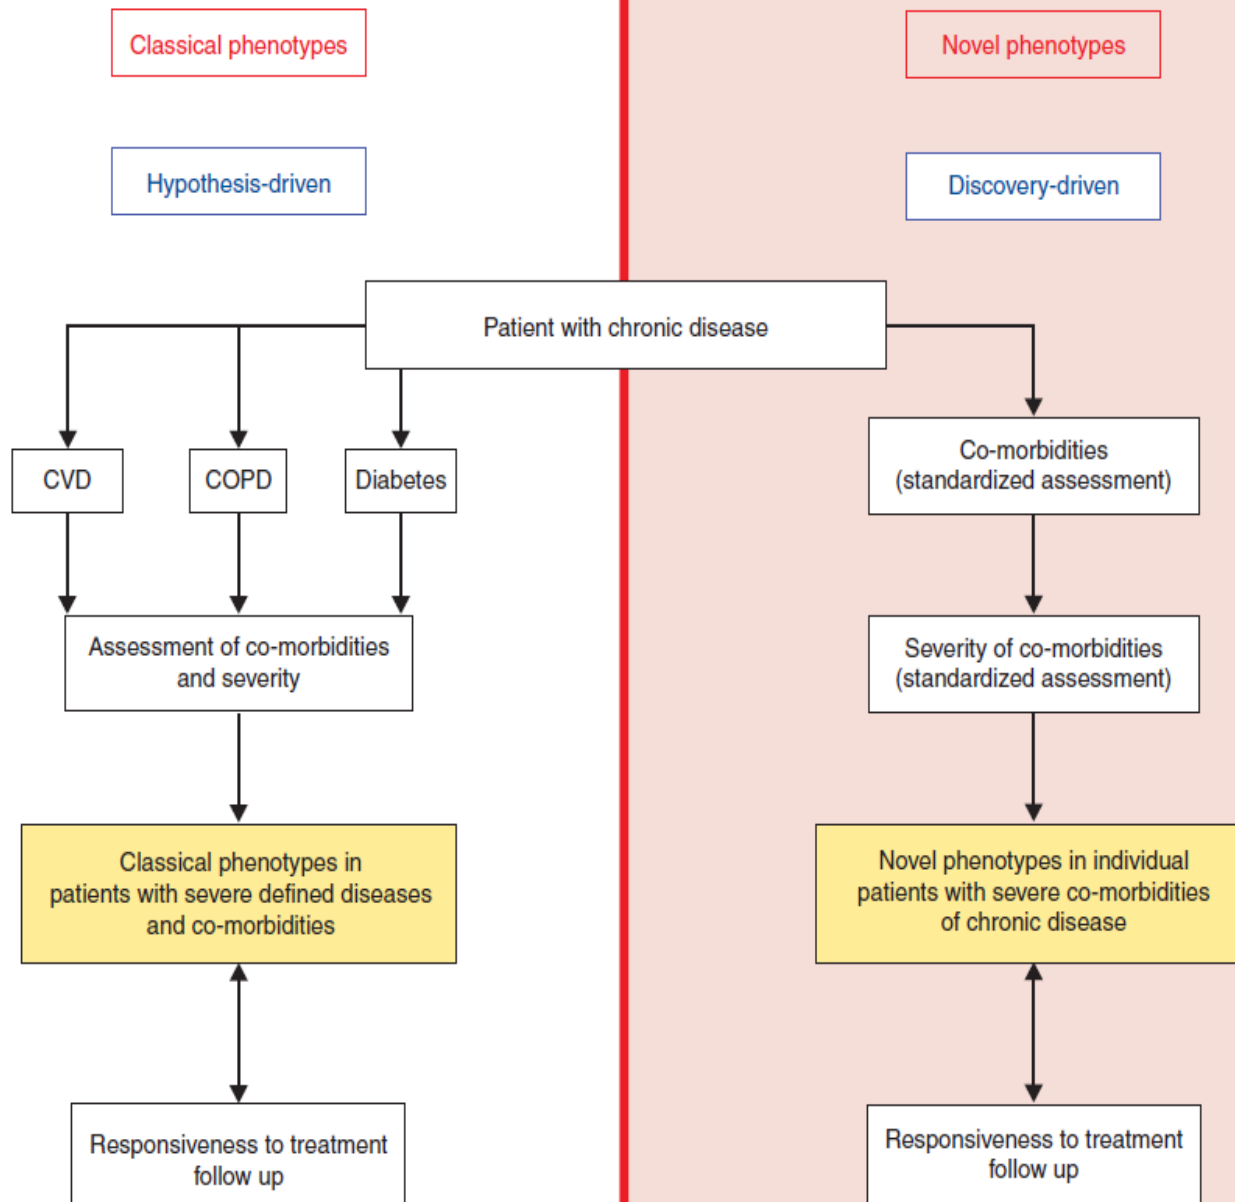 Classical phenotypes
Novel phenotypes
Hypothesis-driven
Discovery-driven
Patient with chronic disease
CVD
COPD
Diabetes
Co-morbidities
(standardized assessment)
Assessment of co-morbidities
and severity
Severity of co-morbidities
(standardized assessment)
Classical phenotypes in
patients with severe defined diseases
and co-morbidities
Novel phenotypes in individual
patients with severe co-morbidities
of chronic disease
Responsiveness to treatment
follow up
Responsiveness to treatment
follow up